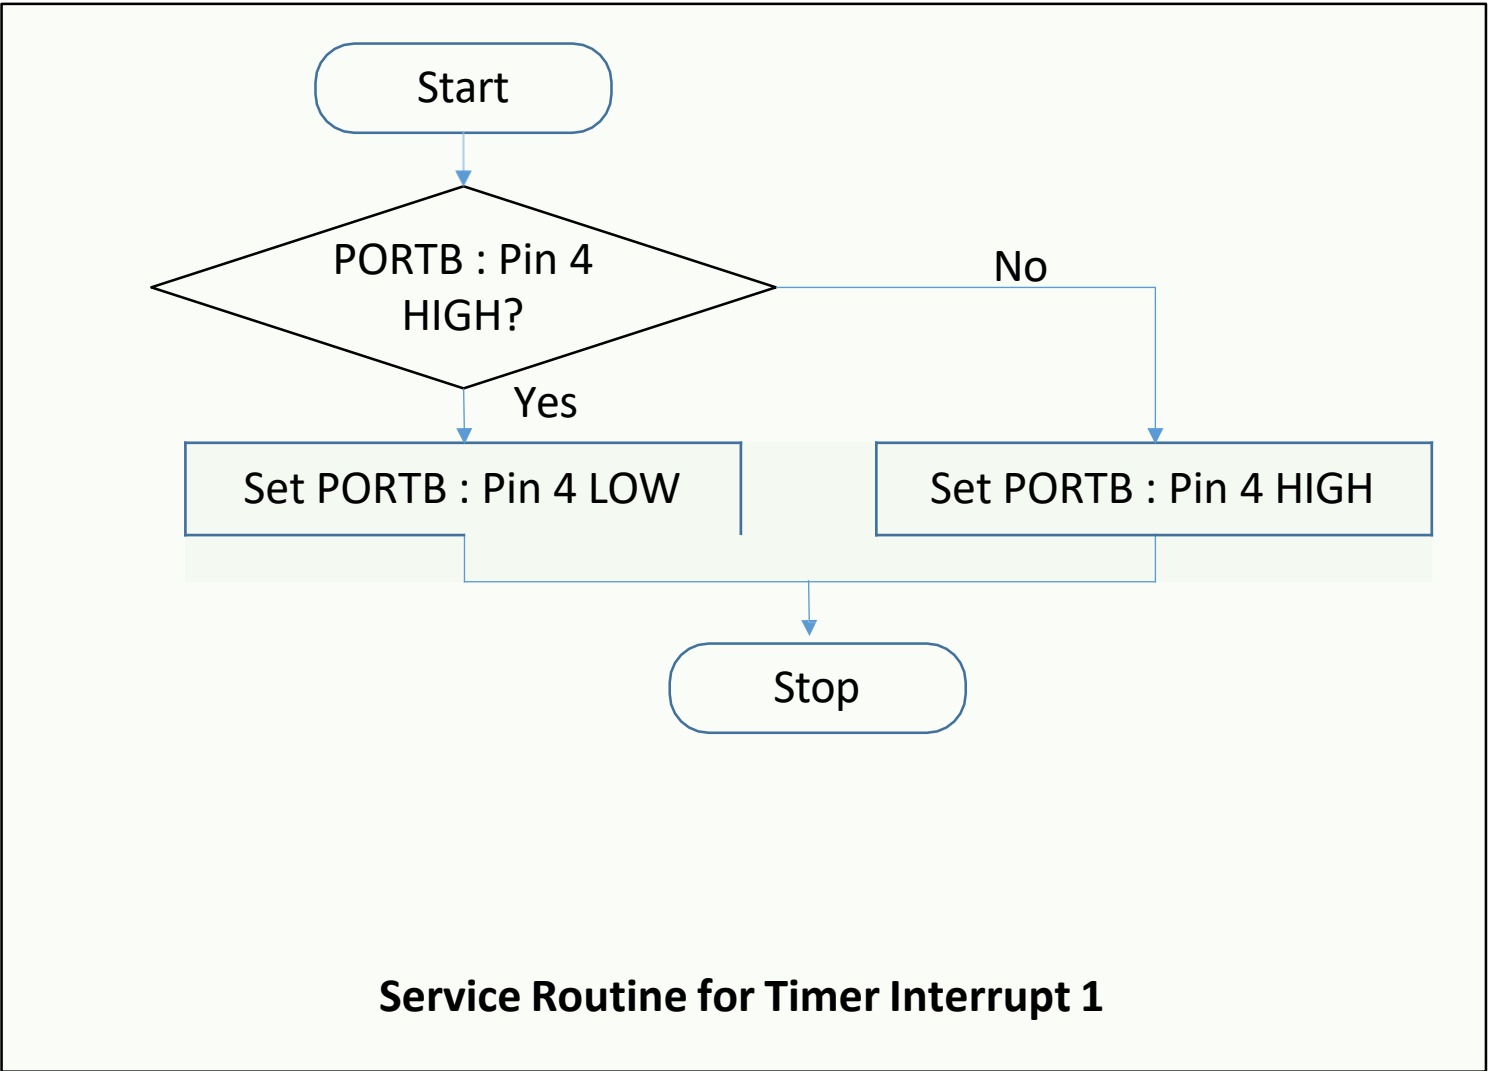 Start
PORTB : Pin 4
HIGH?
No
Yes
Set PORTB : Pin 4 LOW
Set PORTB : Pin 4 HIGH
Stop
Service Routine for Timer Interrupt 1